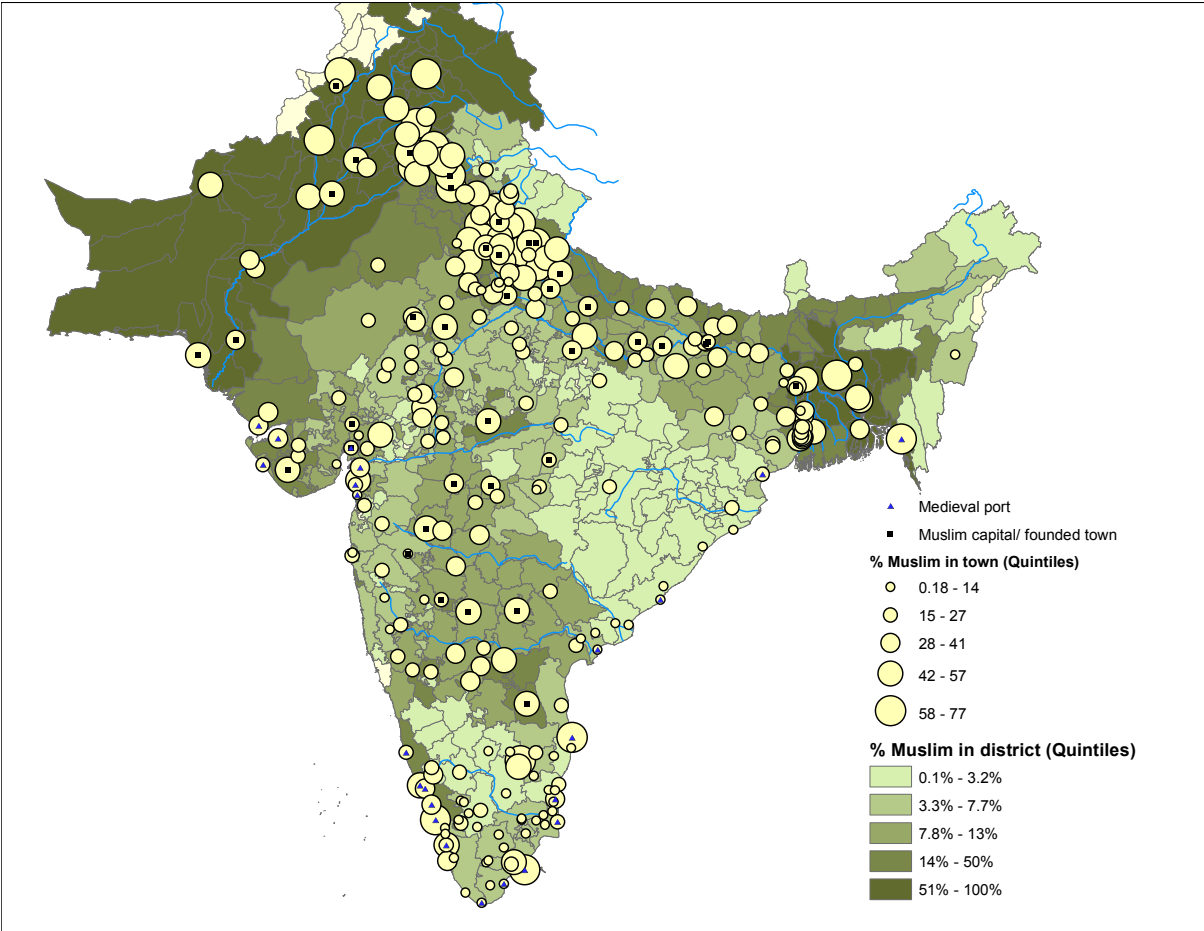 Medieval port
Muslim capital/ founded town
% Muslim in town (Quintiles)
0.18 - 14
15 - 27
28 - 41
42 - 57
58 - 77
% Muslim in district (Quintiles)
0.1% - 3.2%
3.3% - 7.7%
7.8% - 13%
14% - 50%
51% - 100%